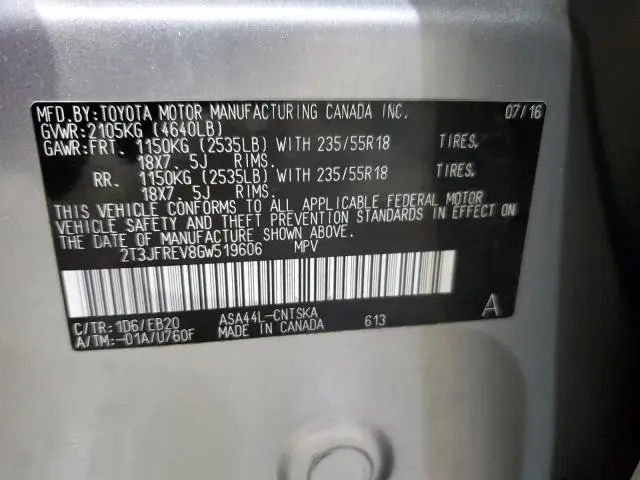 MFD.BY:TOYOTA MOTOR MANUFACTURING CANADA INC. 07/16
GVWR:2105KG (4640LB)
GAWR:FRT. 1150KG (2535LB) WITH 235/55R18 TIRES.
18X7.5J RIMS.
RR. 1150KG (2535LB) WITH 235/55R18 TIRES.
18X7.5J RIMS.
THIS VEHICLE CONFORMS TO ALL APPLICABLE FEDERAL MOTOR
VEHICLE SAFETY AND THEFT PREVENTION STANDARDS IN EFFECT ON
THE DATE OF MANUFACTURE SHOWN ABOVE.
2T3JFREV8GW519606 MPV
C/TR:1D6/EB20 ASA44L-CNTSKA 613 A
A/TM:-01A/U760F MADE IN CANADA